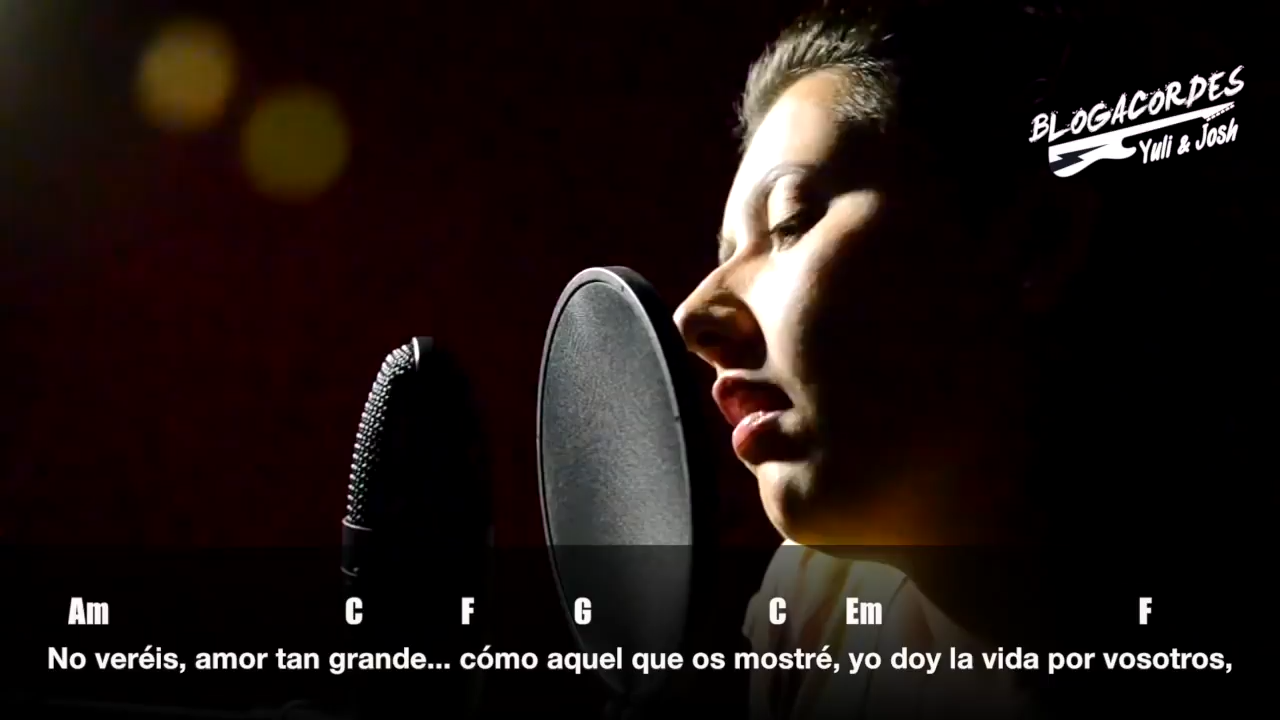 BLOGACORDES
Yuli & Josh
Am C F G C Em F
No veréis, amor tan grande... cómo aquel que os mostré, yo doy la vida por vosotros,